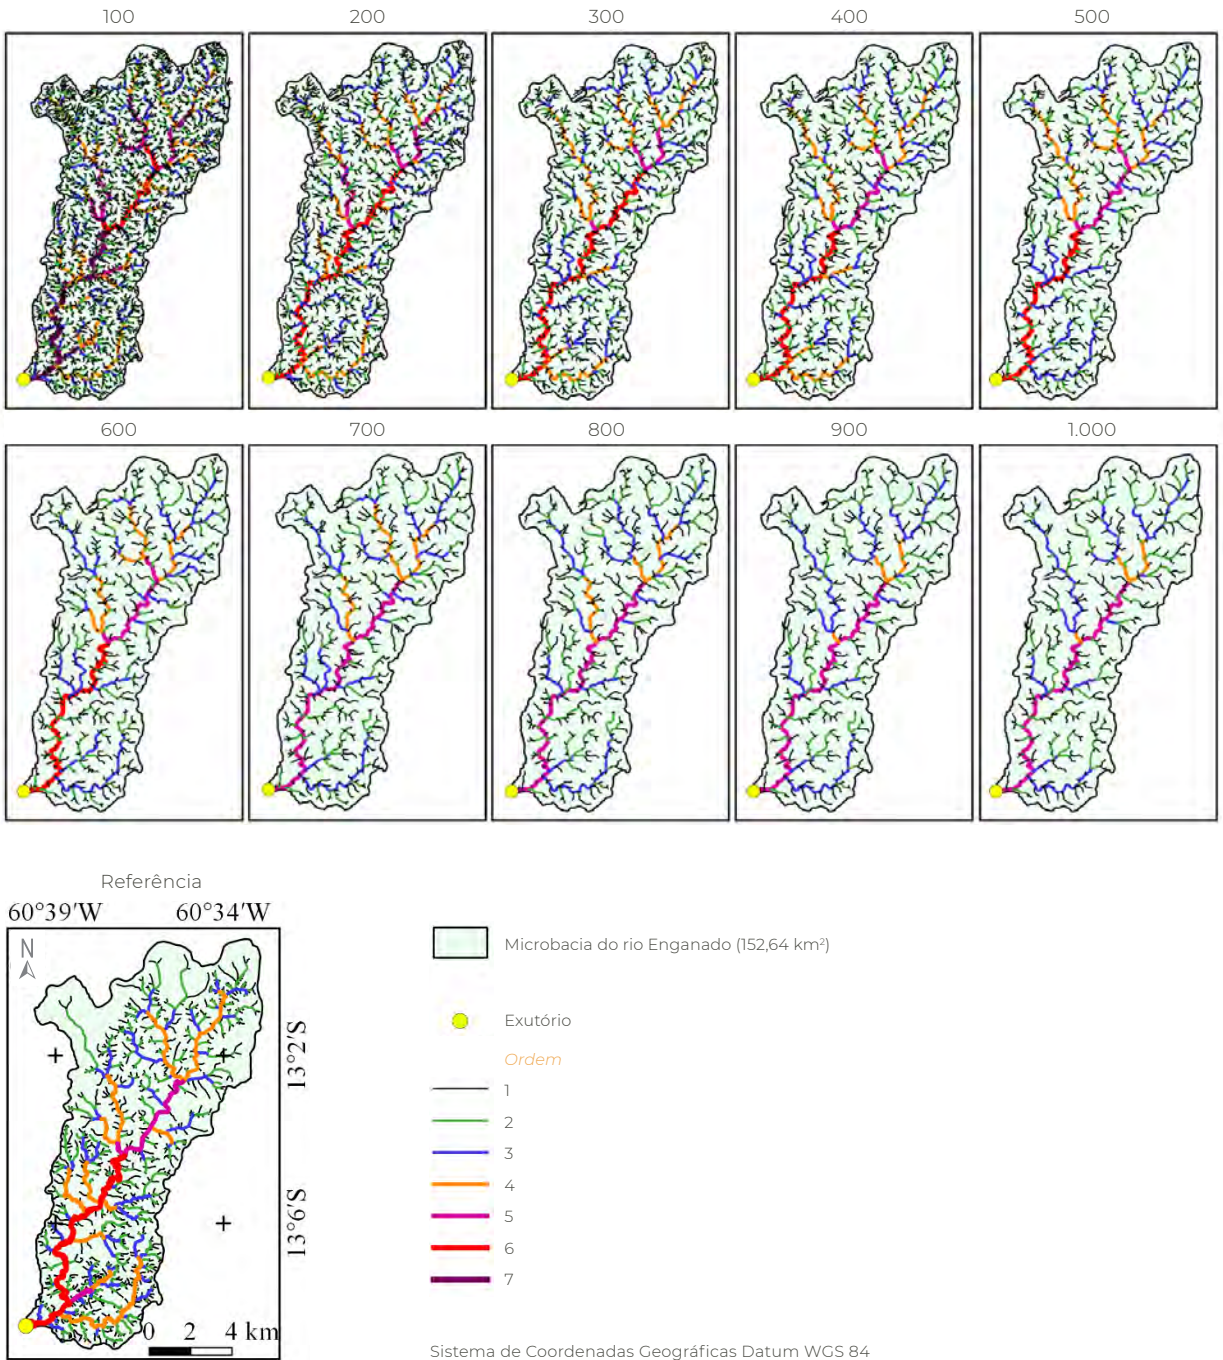 100 200 300 400 500
600 700 800 900 1.000
Referência
60°39'W 60°34'W
N
13°2'S
13°6'S
0 2 4 km
Microbacia do rio Enganado (152,64 km²)
Exutório
Ordem
1
2
3
4
5
6
7
Sistema de Coordenadas Geográficas Datum WGS 84